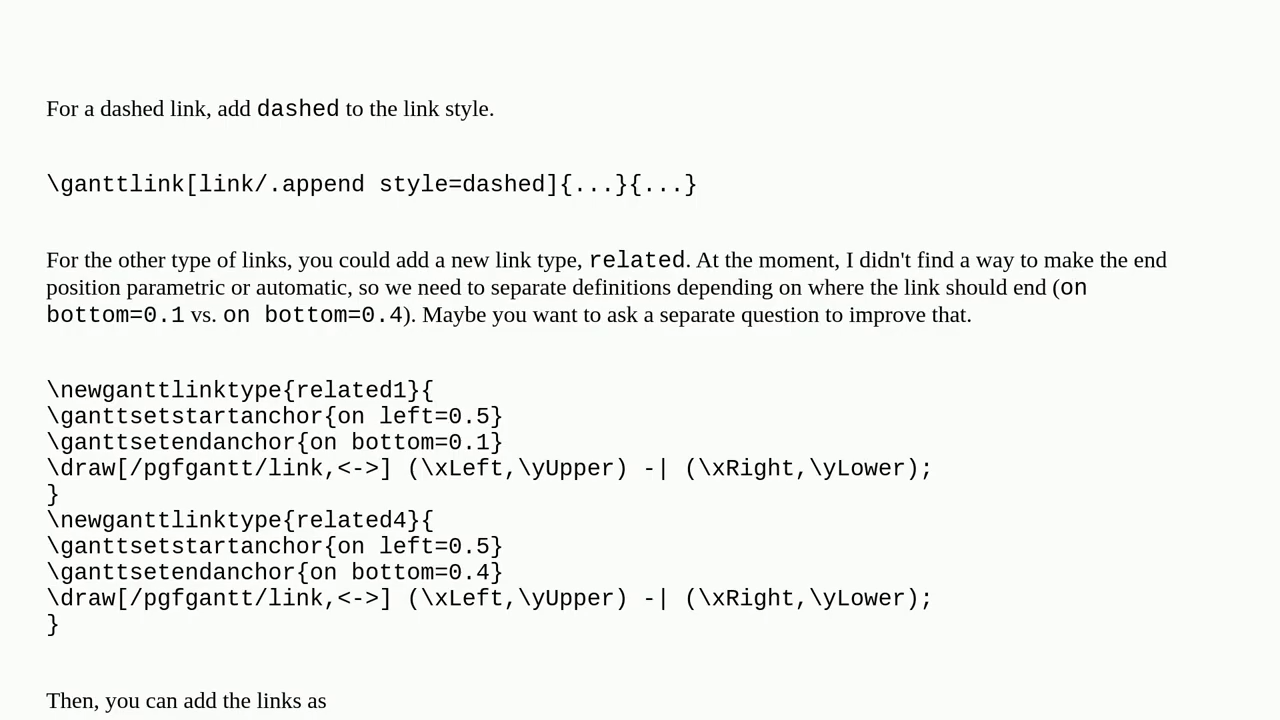 For a dashed link, add dashed to the link style.
\ganttlink[link/.append style=dashed]{...}{...}
For the other type of links, you could add a new link type, related. At the moment, I didn't find a way to make the end
position parametric or automatic, so we need to separate definitions depending on where the link should end (on
bottom=0.1 vs. on bottom=0.4). Maybe you want to ask a separate question to improve that.
\newganttlinktype{related1}{
\ganttsetstartanchor{on left=0.5}
\ganttsetendanchor{on bottom=0.1}
\draw[/pgfgantt/link,<->] (\xLeft,\yUpper) -| (\xRight,\yLower);
}
\newganttlinktype{related4}{
\ganttsetstartanchor{on left=0.5}
\ganttsetendanchor{on bottom=0.4}
\draw[/pgfgantt/link,<->] (\xLeft,\yUpper) -| (\xRight,\yLower);
}
Then, you can add the links as